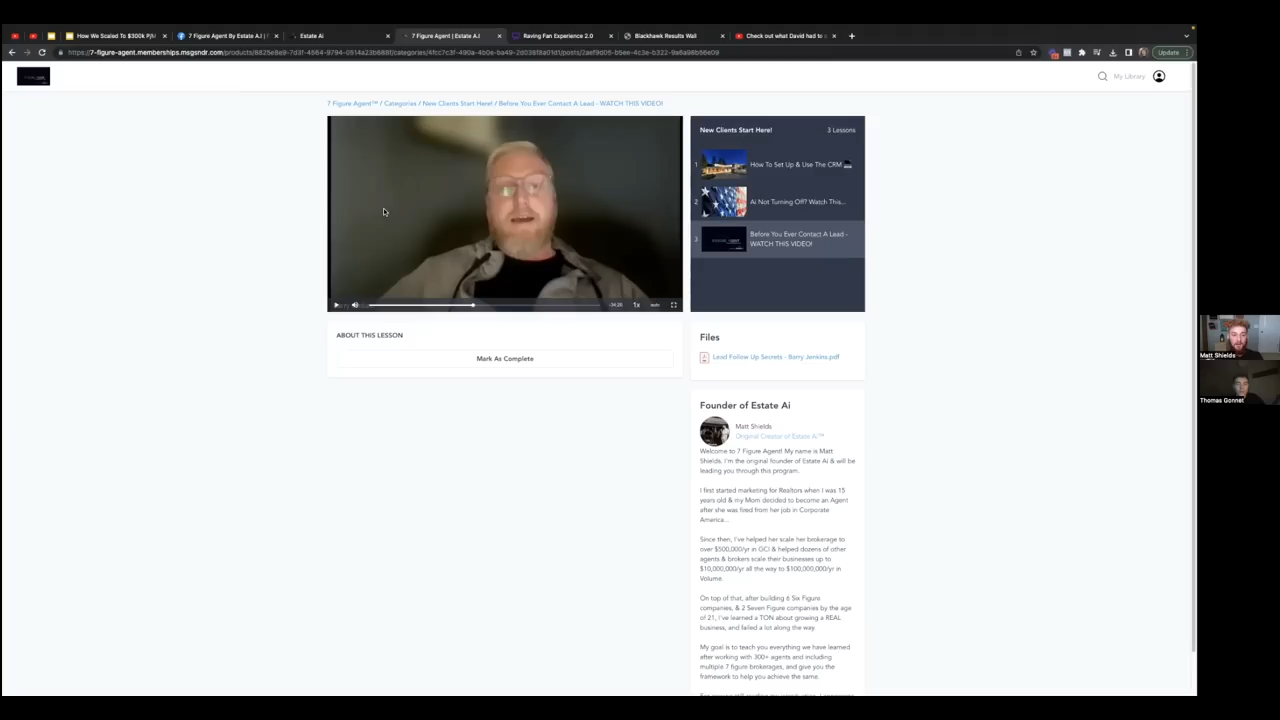 How We Scaled To $300k P/M
7 Figure Agent By Estate A.I
Estate Ai
7 Figure Agent | Estate A.I
Raving Fan Experience 2.0
Blackhawk Results Wall
Check out what David had to s
Update
My Library
7 Figure Agent™ / Categories / New Clients Start Here! / Before You Ever Contact A Lead - WATCH THIS VIDEO!
New Clients Start Here!
3 Lessons
1
How To Set Up & Use The CRM
2
Ai Not Turning Off? Watch This...
3
Before You Ever Contact A Lead -
WATCH THIS VIDEO!
1x
ABOUT THIS LESSON
Mark As Complete
Files
Lead Follow Up Secrets - Barry Jenkins.pdf
Founder of Estate Ai
Matt Shields
Original Creator of Estate Ai™
Welcome to 7 Figure Agent! My name is Matt
Shields. I'm the original founder of Estate Ai & will be
leading you through this program.
I first started marketing for Realtors when I was 15
years old & my Mom decided to become an Agent
after she was fired from her job in Corporate
America...
Since then, I've helped her scale her brokerage to
over $500,000/yr in GCI & helped dozens of other
agents & brokers scale their businesses up to
$10,000,000/yr all the way to $100,000,000/yr in
Volume.
On top of that, after building 6 Six Figure
companies, & 2 Seven Figure companies by the age
of 21, I've learned a TON about growing a REAL
business, and failed a lot along the way.
My goal is to teach you everything we have learned
after working with 300+ agents and including
multiple 7 figure brokerages, and give you the
framework to help you achieve the same.
Matt Shields
Thomas Gonnet